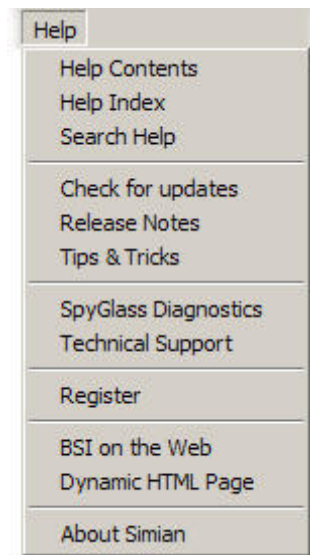 Help
Help Contents
Help Index
Search Help
Check for updates
Release Notes
Tips & Tricks
SpyGlass Diagnostics
Technical Support
Register
BSI on the Web
Dynamic HTML Page
About Simian